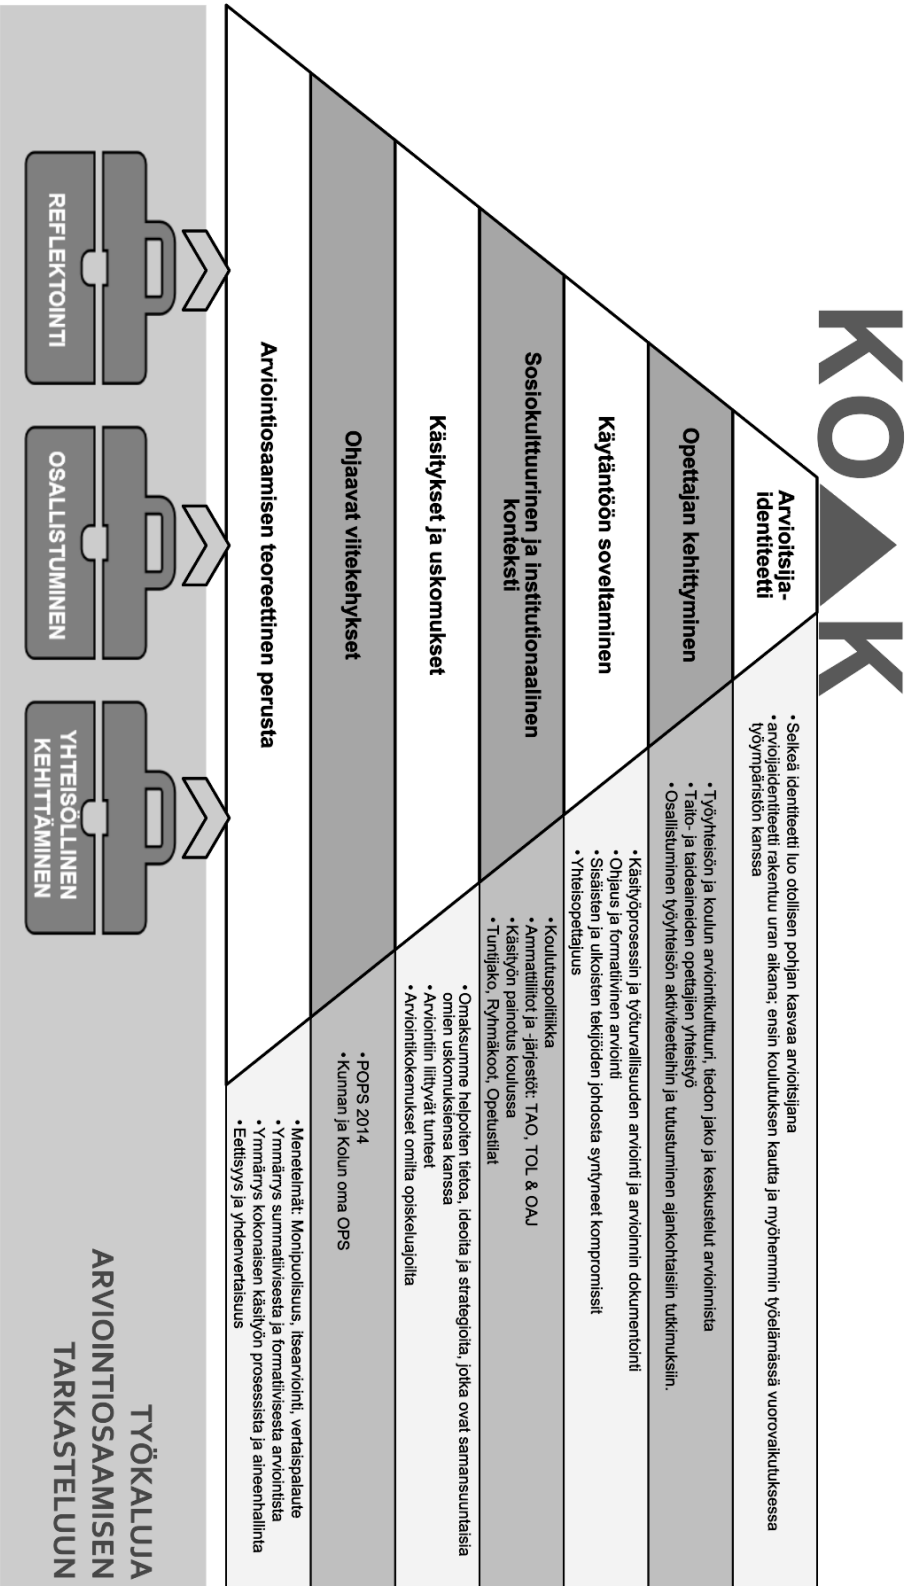 KOAK
Arvioitsija-
identiteetti
• Selkeä identiteetti luo otollisen pohjan kasvaa arvioitsijana
• arvioijaidentiteetti rakentuu uran aikana; ensin koulutuksen kautta ja myöhemmin työelämässä vuorovaikutuksessa
työympäristön kanssa
Opettajan kehittyminen
• Työyhteisön ja koulun arviointikulttuuri, tiedon jako ja keskustelut arvioinnista
• Taito- ja taideaineiden opettajien yhteistyö
• Osallistuminen työyhteisön aktiviteetteihin ja tutustuminen ajankohtaisiin tutkimuksiin.
Käytäntöön soveltaminen
• Käsityöprosessin ja työturvallisuuden arviointi ja arvioinnin dokumentointi
• Ohjaus ja formatiivinen arviointi
• Sisäisten ja ulkoisten tekijöiden johdosta syntyneet kompromissit
• Yhteisopettajuus
Sosiokulttuurinen ja institutionaalinen
konteksti
• Koulutuspolitiikka
• Ammattiliitot ja -järjestöt: TAO, TOL & OAJ
• Käsityön painotus koulussa
• Tuntijako, Ryhmäkoot, Opetustilat
Käsitykset ja uskomukset
• Omaksumme helpoiten tietoa, ideoita ja strategioita, jotka ovat samansuuntaisia
omien uskomuksiensa kanssa
• Arviointiin liittyvät tunteet
• Arviointikokemukset omilta opiskeluajoilta
Ohjaavat viitekehykset
• POPS 2014
• Kunnan ja Kolun oma OPS
Arviointiosaamisen teoreettinen perusta
• Menetelmät: Monipuolisuus, itsearviointi, vertaispalaute
• Ymmärrys summatiivisesta ja formatiivisesta arviointista
• Ymmärrys kokonaisen käsityön prosessista ja aineenhallinta
• Eettisyys ja yhdenvertaisuus
REFLEKTOINTI
OSALLISTUMINEN
YHTEISÖLLINEN
KEHITTÄMINEN
TYÖKALUJA
ARVIOINTIOSAAMISEN
TARKASTELUUN